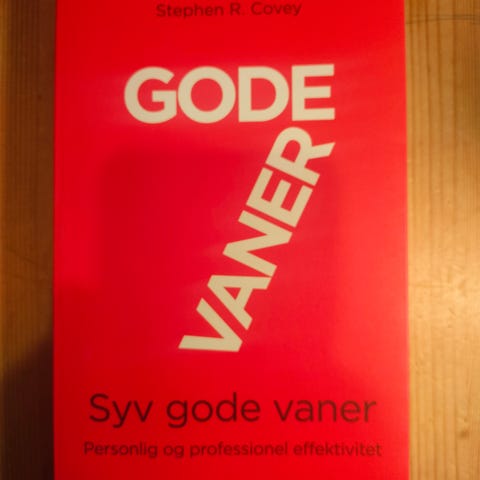 Stephen R. Covey
GODE
VANER
Syv gode vaner
Personlig og professionel effektivitet